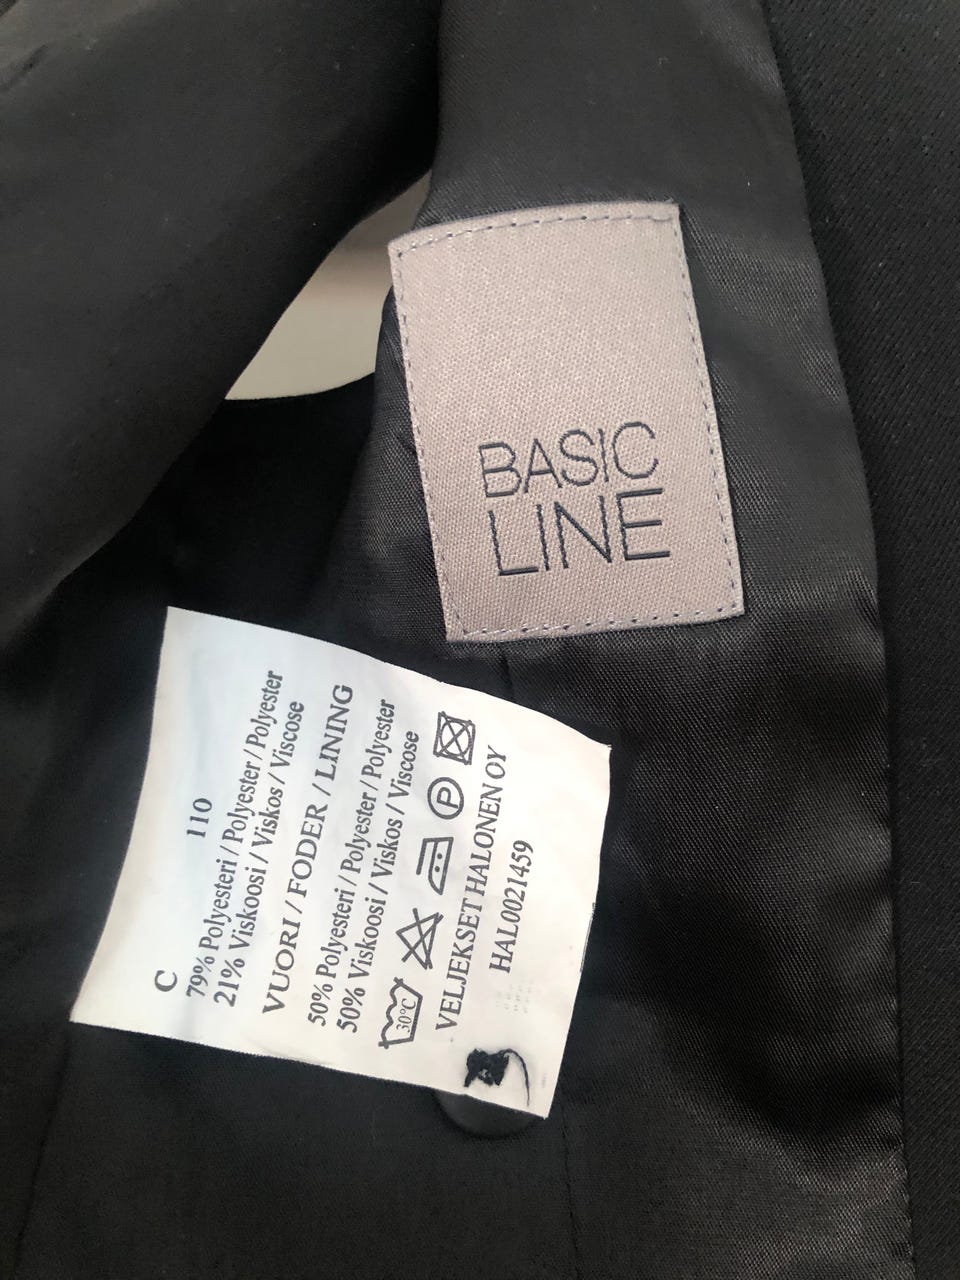 BASIC
LINE
C 110
79% Polyesteri / Polyester / Polyester
21% Viskoosi / Viskos / Viscose
VUORI / FODER / LINING
50% Polyesteri / Polyester / Polyester
50% Viskoosi / Viskos / Viscose
30°C P
VELJEKSET HALONEN OY
HAL0021459